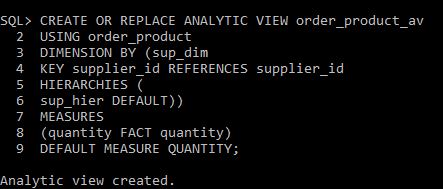 SQL> CREATE OR REPLACE ANALYTIC VIEW order_product_av
2 USING order_product
3 DIMENSION BY (sup_dim
4 KEY supplier_id REFERENCES supplier_id
5 HIERARCHIES (
6 sup_hier DEFAULT))
7 MEASURES
8 (quantity FACT quantity)
9 DEFAULT MEASURE QUANTITY;
Analytic view created.